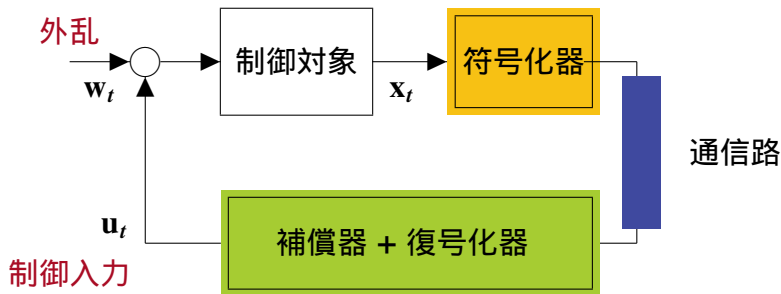 外乱
w_t
制御対象
x_t
符号化器
通信路
補償器 + 復号化器
u_t
制御入力